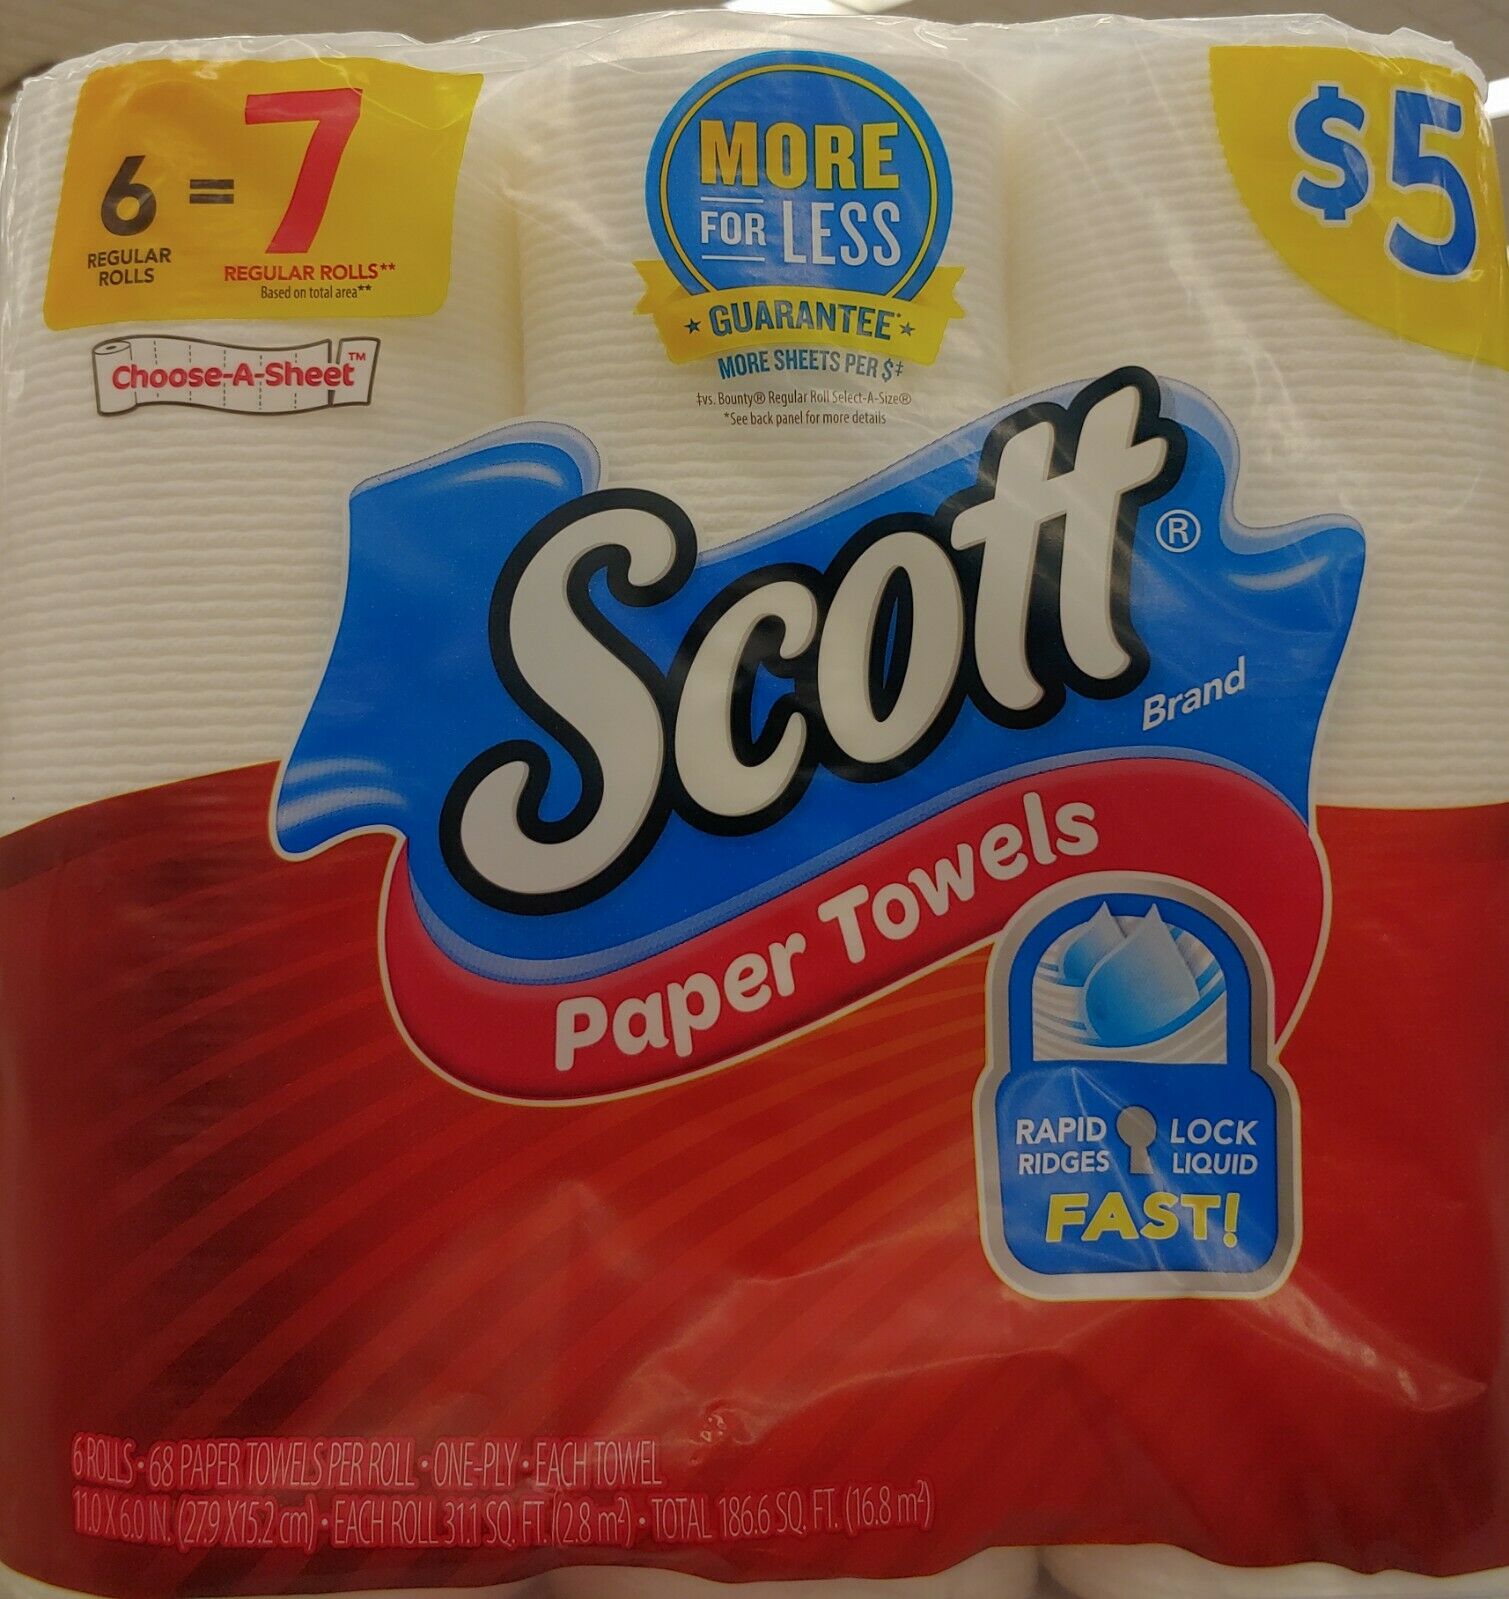 6 = 7
REGULAR
ROLLS
REGULAR ROLLS**
Based on total area**
Choose-A-Sheet™
MORE
FOR LESS
★ GUARANTEE* ★
MORE SHEETS PER $‡
‡vs. Bounty® Regular Roll Select-A-Size®
*See back panel for more details
$5
Scott®
Brand
Paper Towels
RAPID LOCK
RIDGES LIQUID
FAST!
6 ROLLS • 68 PAPER TOWELS PER ROLL • ONE-PLY • EACH TOWEL
11.0 X 6.0 IN. (27.9 X 15.2 cm) • EACH ROLL 31.1 SQ. FT. (2.8 m²) • TOTAL 186.6 SQ. FT. (16.8 m²)